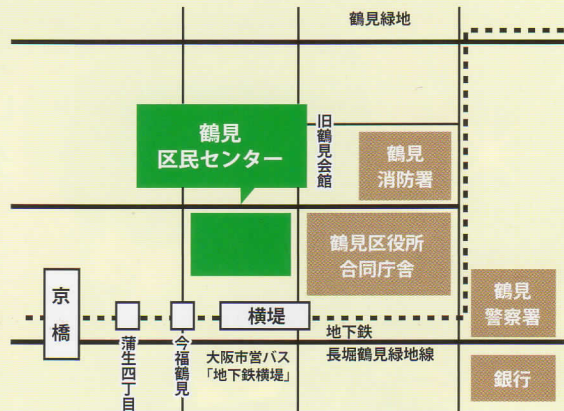 鶴見緑地
鶴見
区民センター
旧鶴見会館
鶴見
消防署
鶴見区役所
合同庁舎
京橋
蒲生四丁目
今福鶴見
横堤
地下鉄
長堀鶴見緑地線
大阪市営バス
「地下鉄横堤」
鶴見
警察署
銀行